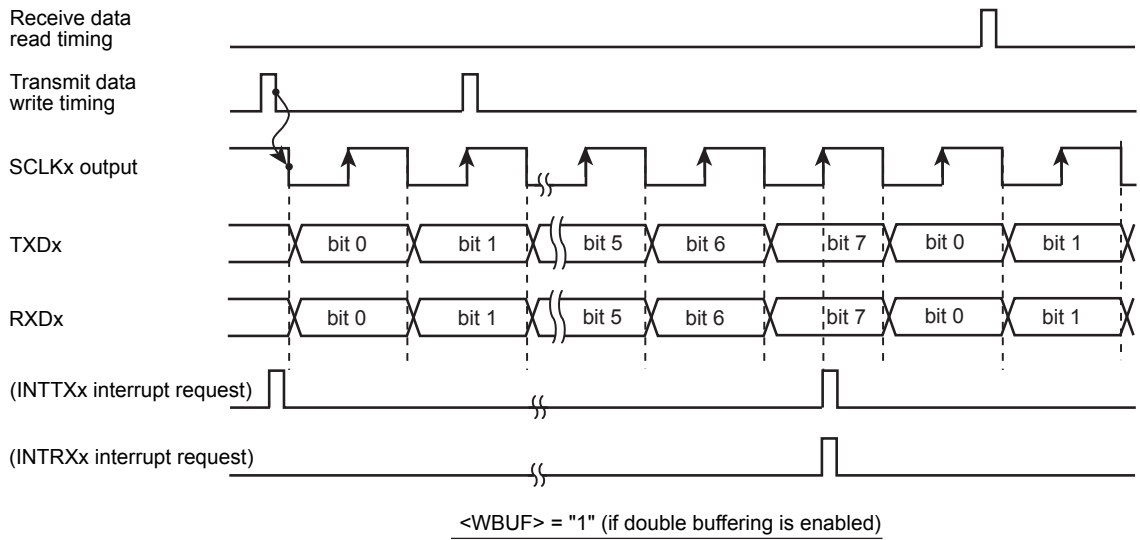 Receive data
read timing
Transmit data
write timing
SCLKx output
TXDx
bit 0 bit 1 bit 5 bit 6 bit 7 bit 0 bit 1
RXDx
bit 0 bit 1 bit 5 bit 6 bit 7 bit 0 bit 1
(INTTXx interrupt request)
(INTRXx interrupt request)
<WBUF> = "1" (if double buffering is enabled)